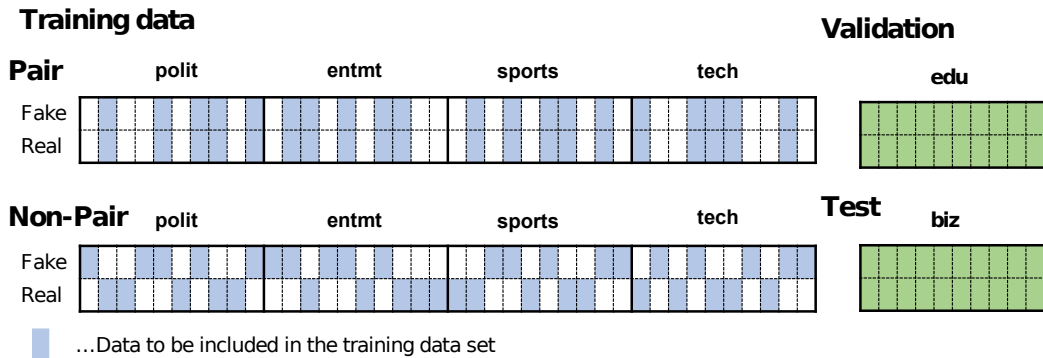 Training data
Validation
Pair
polit entmt sports tech
edu
Fake
Real
Non-Pair
polit entmt sports tech
Test
biz
Fake
Real
...Data to be included in the training data set